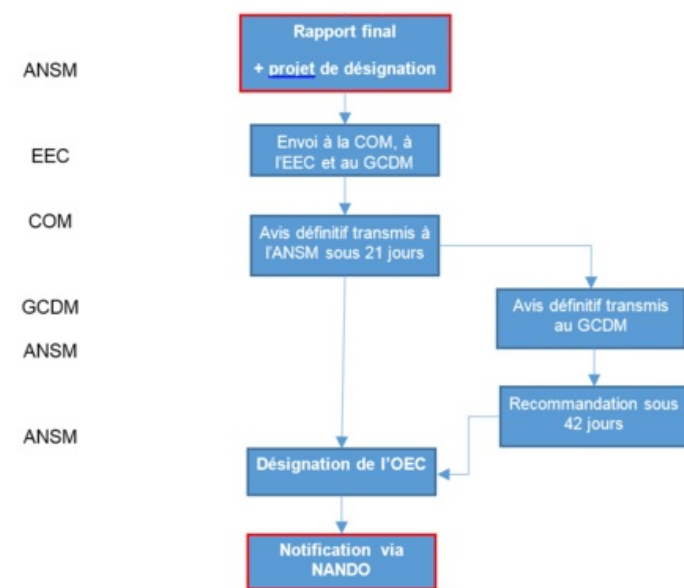 Rapport final
+ projet de désignation
ANSM
Envoi à la COM, à
l'EEC et au GCDM
EEC
COM
Avis définitif transmis à
l'ANSM sous 21 jours
GCDM
Avis définitif transmis
au GCDM
ANSM
Recommandation sous
42 jours
ANSM
Désignation de l'OEC
Notification via
NANDO